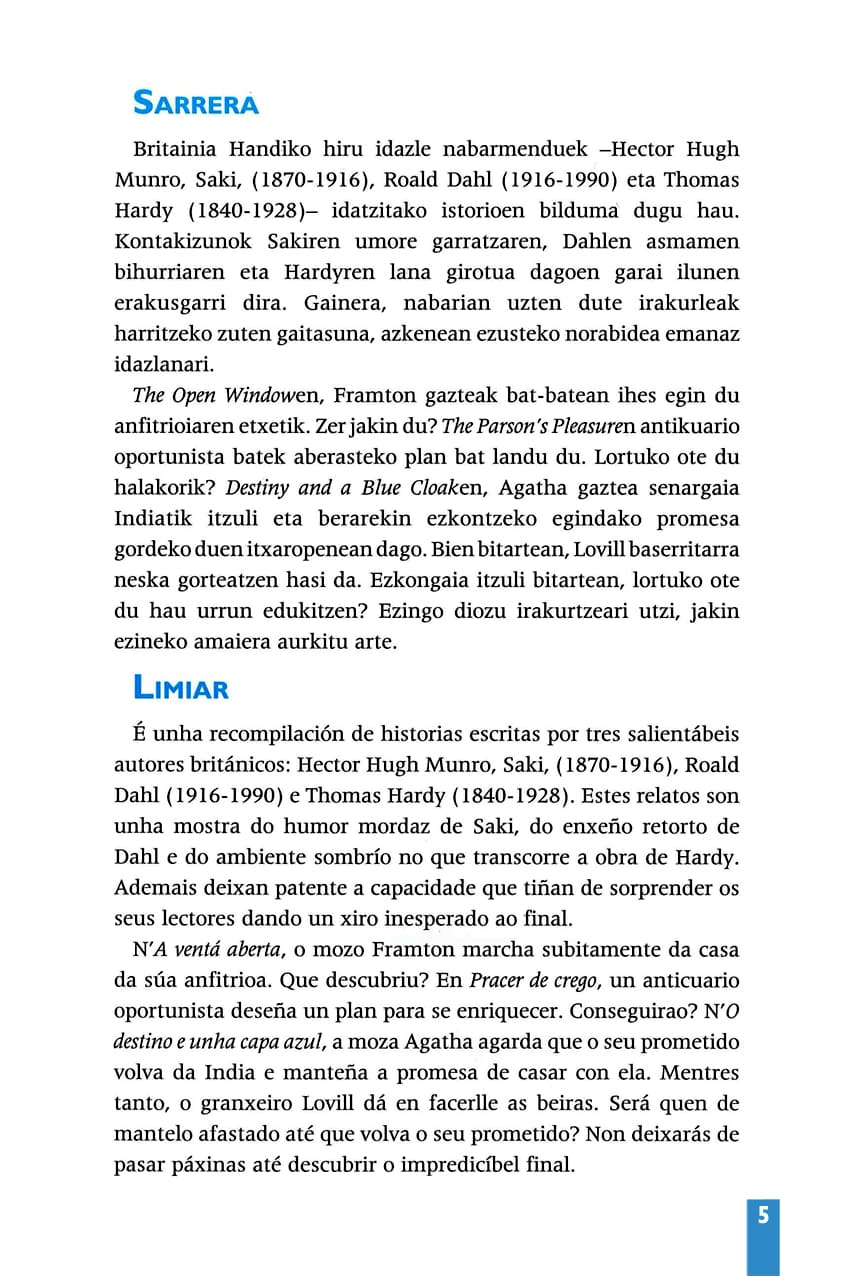 SARRERA
Britainia Handiko hiru idazle nabarmenduek –Hector Hugh
Munro, Saki, (1870-1916), Roald Dahl (1916-1990) eta Thomas
Hardy (1840-1928)– idatzitako istorioen bilduma dugu hau.
Kontakizunok Sakiren umore garratzaren, Dahlen asmamen
bihurriaren eta Hardyren lana girotua dagoen garai ilunen
erakusgarri dira. Gainera, nabarian uzten dute irakurleak
harritzeko zuten gaitasuna, azkenean ezusteko norabidea emanaz
idazlanari.
The Open Windowen, Framton gazteak bat-batean ihes egin du
anfitrioiaren etxetik. Zer jakin du? The Parson's Pleasuren antikuario
oportunista batek aberasteko plan bat landu du. Lortuko ote du
halakorik? Destiny and a Blue Cloaken, Agatha gaztea senargaia
Indiatik itzuli eta berarekin ezkontzeko egindako promesa
gordeko duen itxaropenean dago. Bien bitartean, Lovill baserritarra
neska gorteatzen hasi da. Ezkongaia itzuli bitartean, lortuko ote
du hau urrun edukitzen? Ezingo diozu irakurtzeari utzi, jakin
ezineko amaiera aurkitu arte.
LIMIAR
É unha recompilación de historias escritas por tres salientábeis
autores británicos: Hector Hugh Munro, Saki, (1870-1916), Roald
Dahl (1916-1990) e Thomas Hardy (1840-1928). Estes relatos son
unha mostra do humor mordaz de Saki, do enxeño retorto de
Dahl e do ambiente sombrío no que transcorre a obra de Hardy.
Ademais deixan patente a capacidade que tiñan de sorprender os
seus lectores dando un xiro inesperado ao final.
N'A ventá aberta, o mozo Framton marcha subitamente da casa
da súa anfitrioa. Que descubriu? En Pracer de crego, un anticuario
oportunista deseña un plan para se enriquecer. Conseguirao? N'O
destino e unha capa azul, a moza Agatha agarda que o seu prometido
volva da India e manteña a promesa de casar con ela. Mentres
tanto, o granxeiro Lovill dá en facerlle as beiras. Será quen de
mantelo afastado até que volva o seu prometido? Non deixarás de
pasar páxinas até descubrir o impredicíbel final.
5